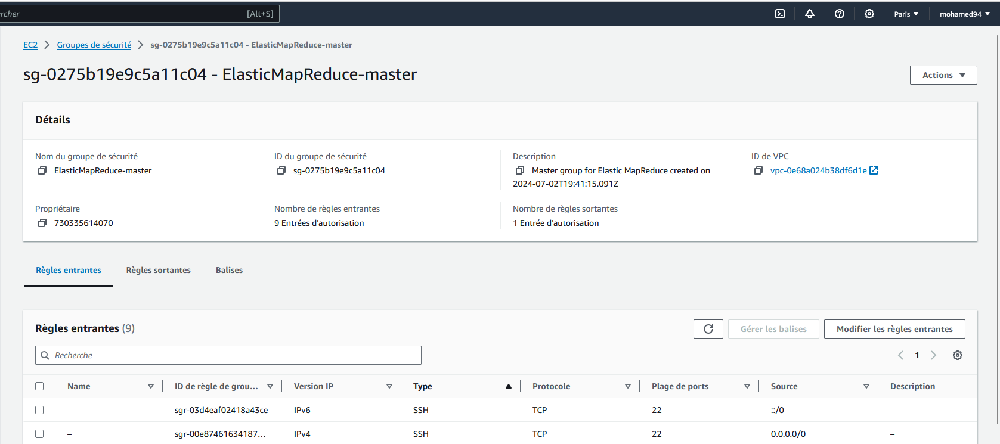 rcher [Alt+S] Paris ▼ mohamed94 ▼
EC2 > Groupes de sécurité > sg-0275b19e9c5a11c04 - ElasticMapReduce-master
sg-0275b19e9c5a11c04 - ElasticMapReduce-master
Actions ▼
Détails
Nom du groupe de sécurité
ElasticMapReduce-master
ID du groupe de sécurité
sg-0275b19e9c5a11c04
Description
Master group for Elastic MapReduce created on
2024-07-02T19:41:15.091Z
ID de VPC
vpc-0e68a024b38df6d1e
Propriétaire
730335614070
Nombre de règles entrantes
9 Entrées d'autorisation
Nombre de règles sortantes
1 Entrée d'autorisation
Règles entrantes Règles sortantes Balises
Règles entrantes (9)
Gérer les balises Modifier les règles entrantes
Recherche
1
Name ID de règle de grou... Version IP Type Protocole Plage de ports Source Description
– sgr-03d4eaf02418a43ce IPv6 SSH TCP 22 ::/0 –
– sgr-00e87461634187... IPv4 SSH TCP 22 0.0.0.0/0 –